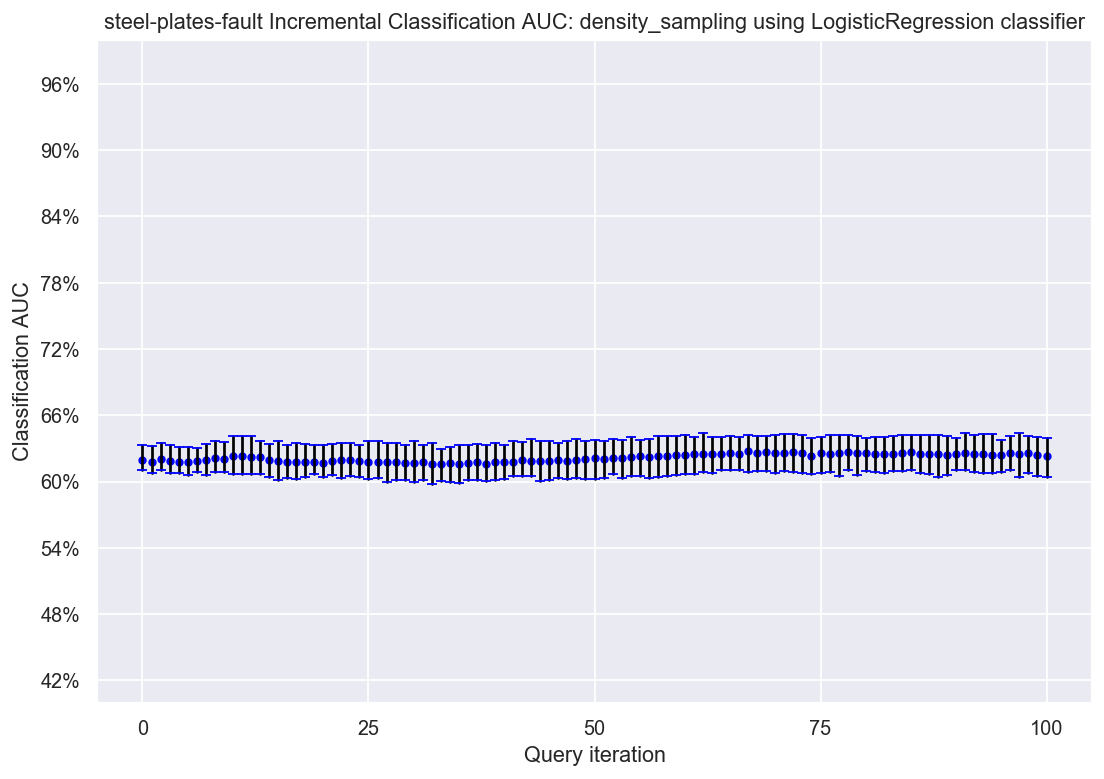 steel-plates-fault Incremental Classification AUC: density_sampling using LogisticRegression classifier
96%
90%
84%
78%
72%
66%
60%
54%
48%
42%
Classification AUC
0 25 50 75 100
Query iteration